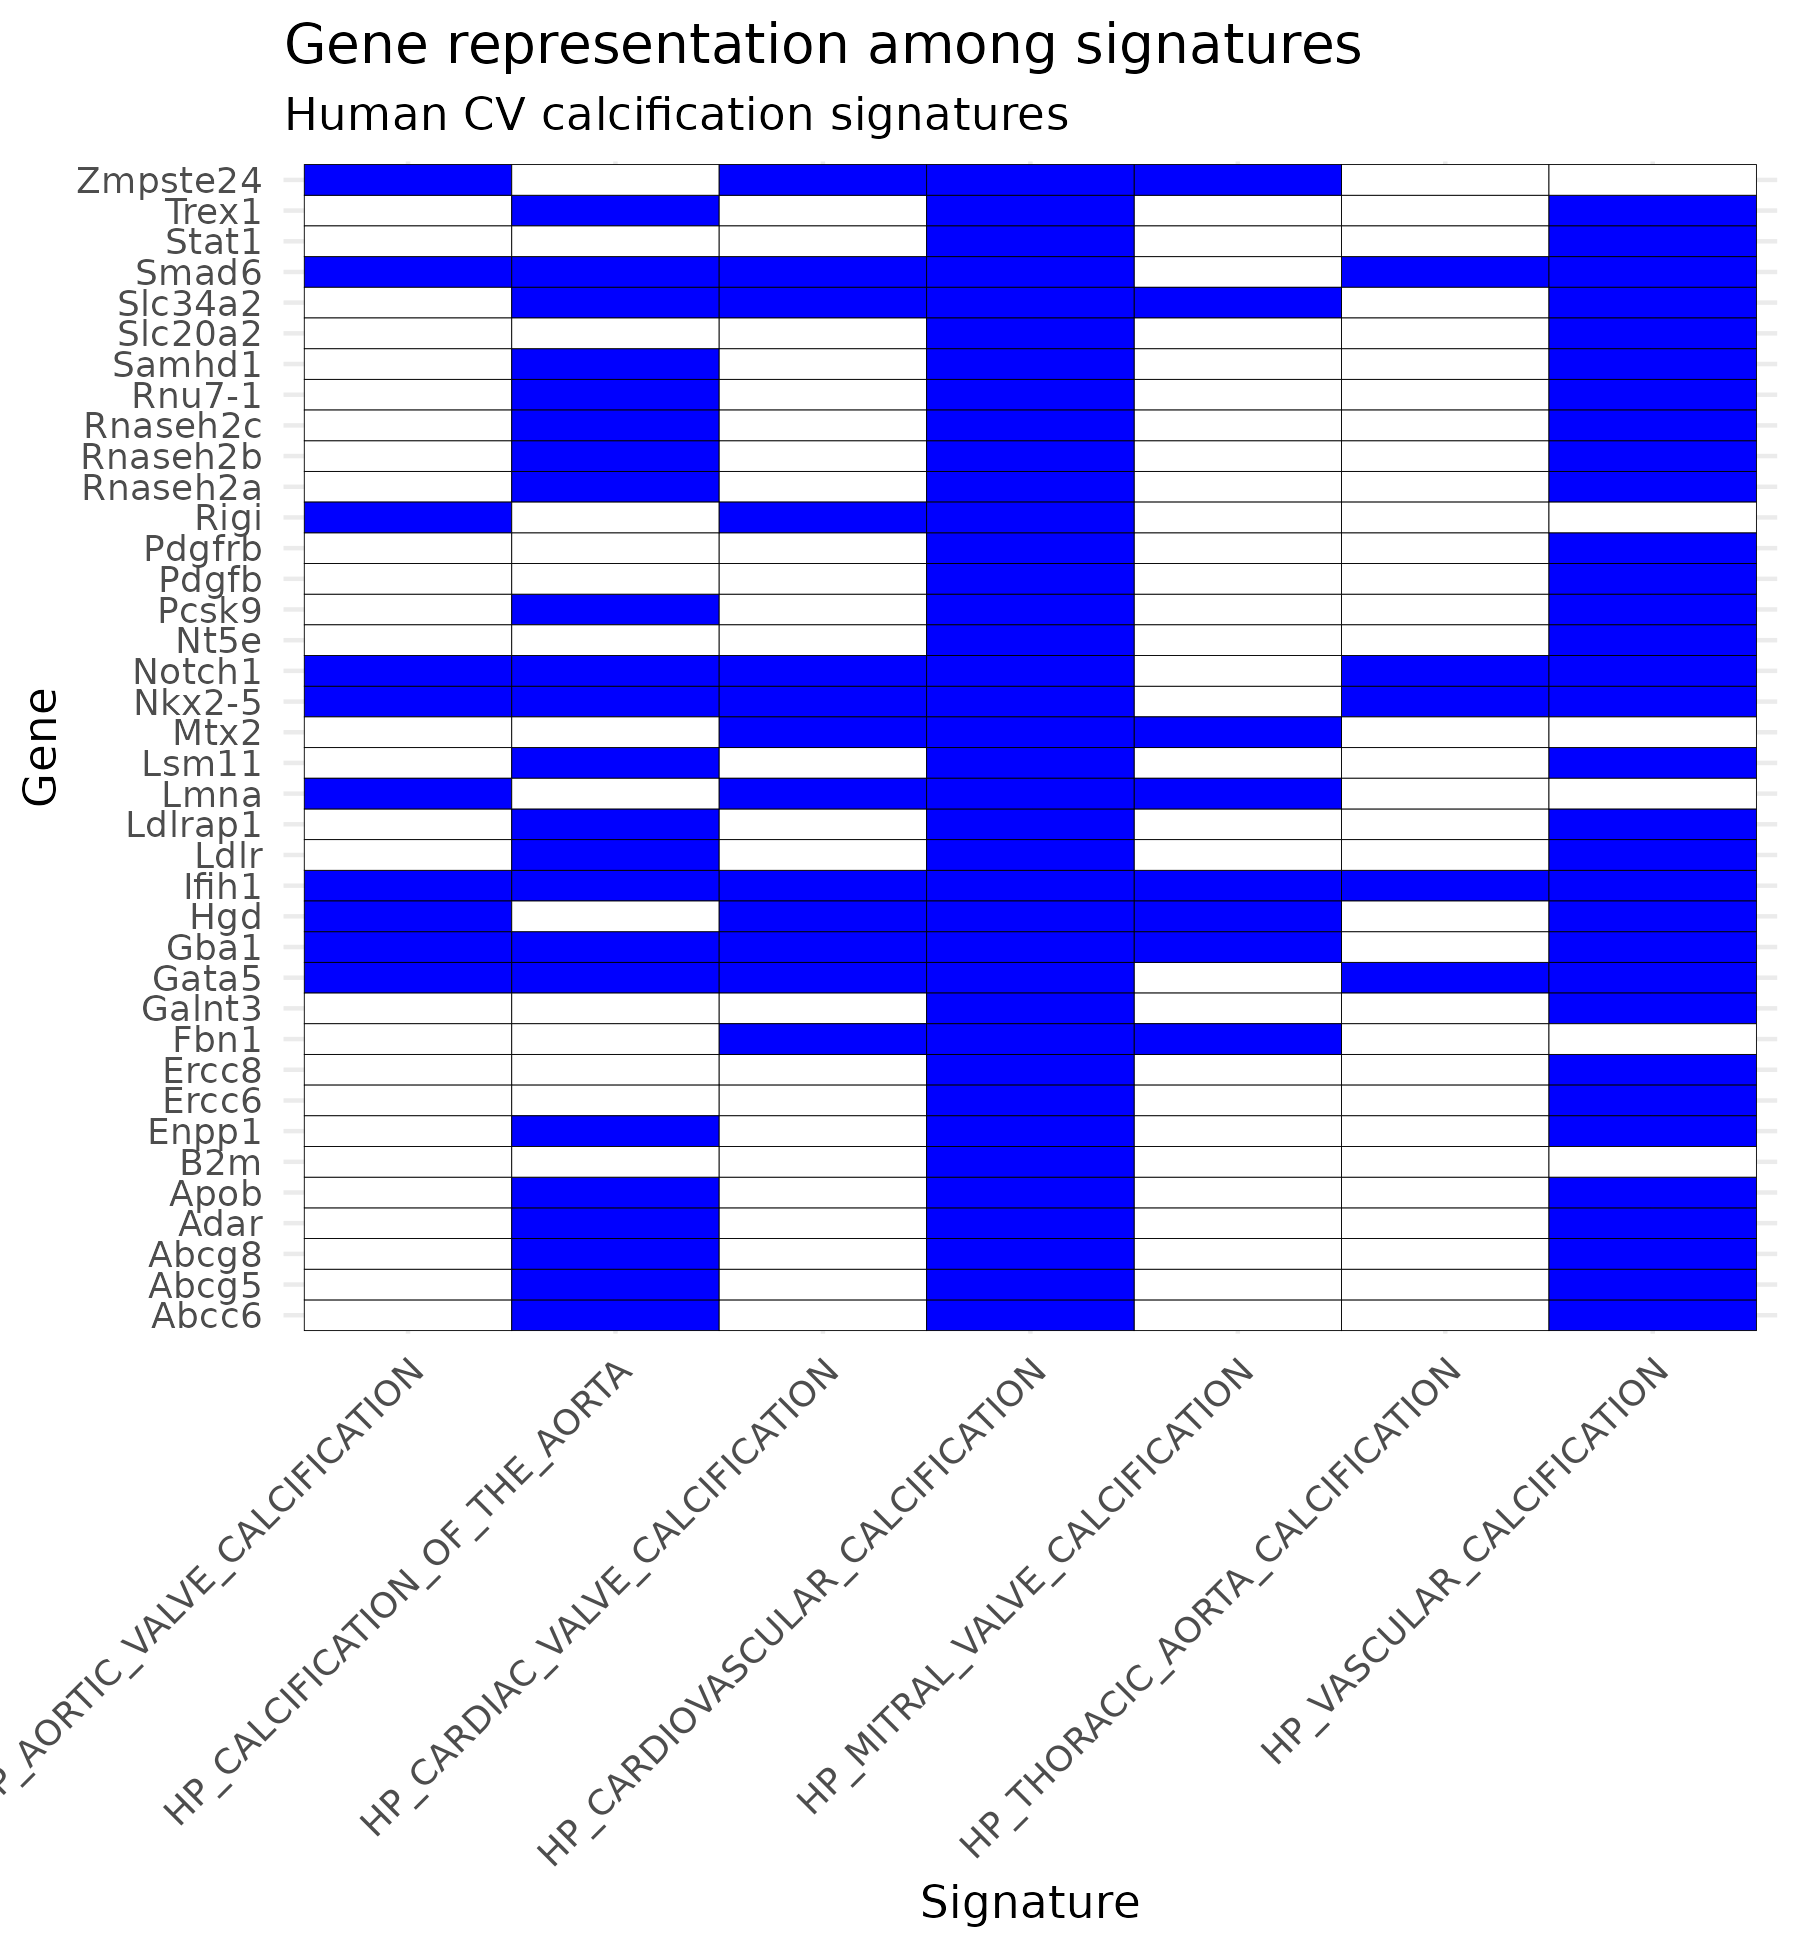 Gene representation among signatures
Human CV calcification signatures
Zmpste24
Trex1
Stat1
Smad6
Slc34a2
Slc20a2
Samhd1
Rnu7-1
Rnaseh2c
Rnaseh2b
Rnaseh2a
Rigi
Pdgfrb
Pdgfb
Pcsk9
Nt5e
Notch1
Nkx2-5
Mtx2
Lsm11
Lmna
Ldlrap1
Ldlr
Ifih1
Hgd
Gba1
Gata5
Galnt3
Fbn1
Ercc8
Ercc6
Enpp1
B2m
Apob
Adar
Abcg8
Abcg5
Abcc6
Gene
P_AORTIC_VALVE_CALCIFICATION
HP_CALCIFICATION_OF_THE_AORTA
HP_CARDIAC_VALVE_CALCIFICATION
HP_CARDIOVASCULAR_CALCIFICATION
HP_MITRAL_VALVE_CALCIFICATION
HP_THORACIC_AORTA_CALCIFICATION
HP_VASCULAR_CALCIFICATION
Signature